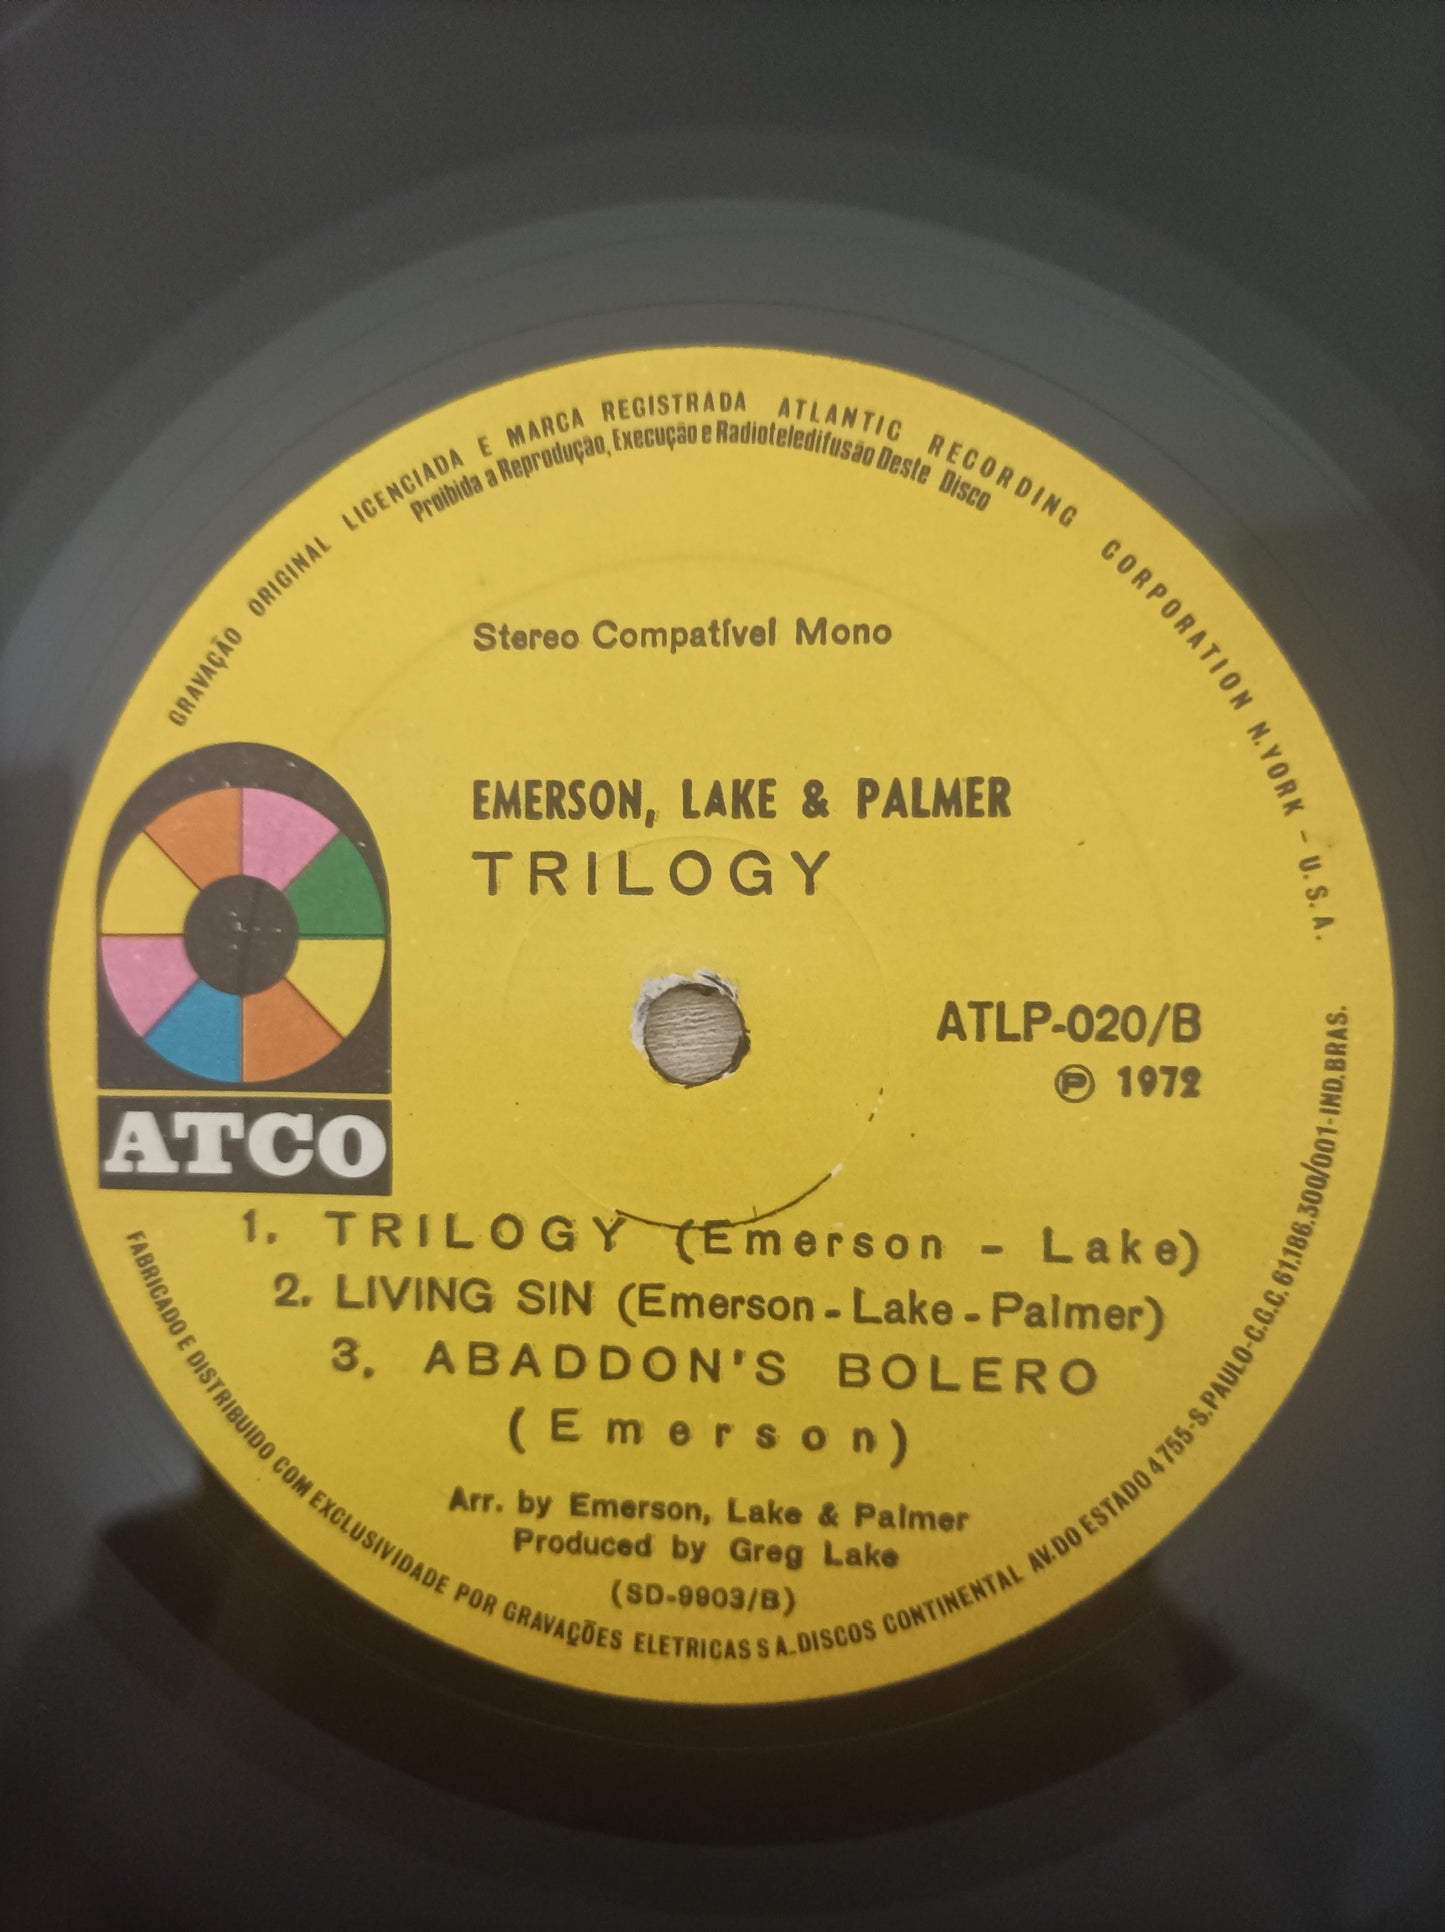 GRAVAÇÃO ORIGINAL LICENCIADA E MARCA REGISTRADA ATLANTIC RECORDING CORPORATION N.YORK - U.S.A.
Proibida a Reprodução, Execução e Radioteledifusão Deste Disco
Stereo Compatível Mono
EMERSON, LAKE & PALMER
TRILOGY
ATLP-020/B
Ⓟ 1972
ATCO
1. TRILOGY (Emerson - Lake)
2. LIVING SIN (Emerson - Lake - Palmer)
3. ABADDON'S BOLERO
(Emerson)
Arr. by Emerson, Lake & Palmer
Produced by Greg Lake
(SD-9903/B)
FABRICADO E DISTRIBUIDO COM EXCLUSIVIDADE POR GRAVAÇÕES ELETRICAS S A.DISCOS CONTINENTAL AV.DO ESTADO 4755-S.PAULO-C.G.C.61.186.300/001-IND.BRAS.